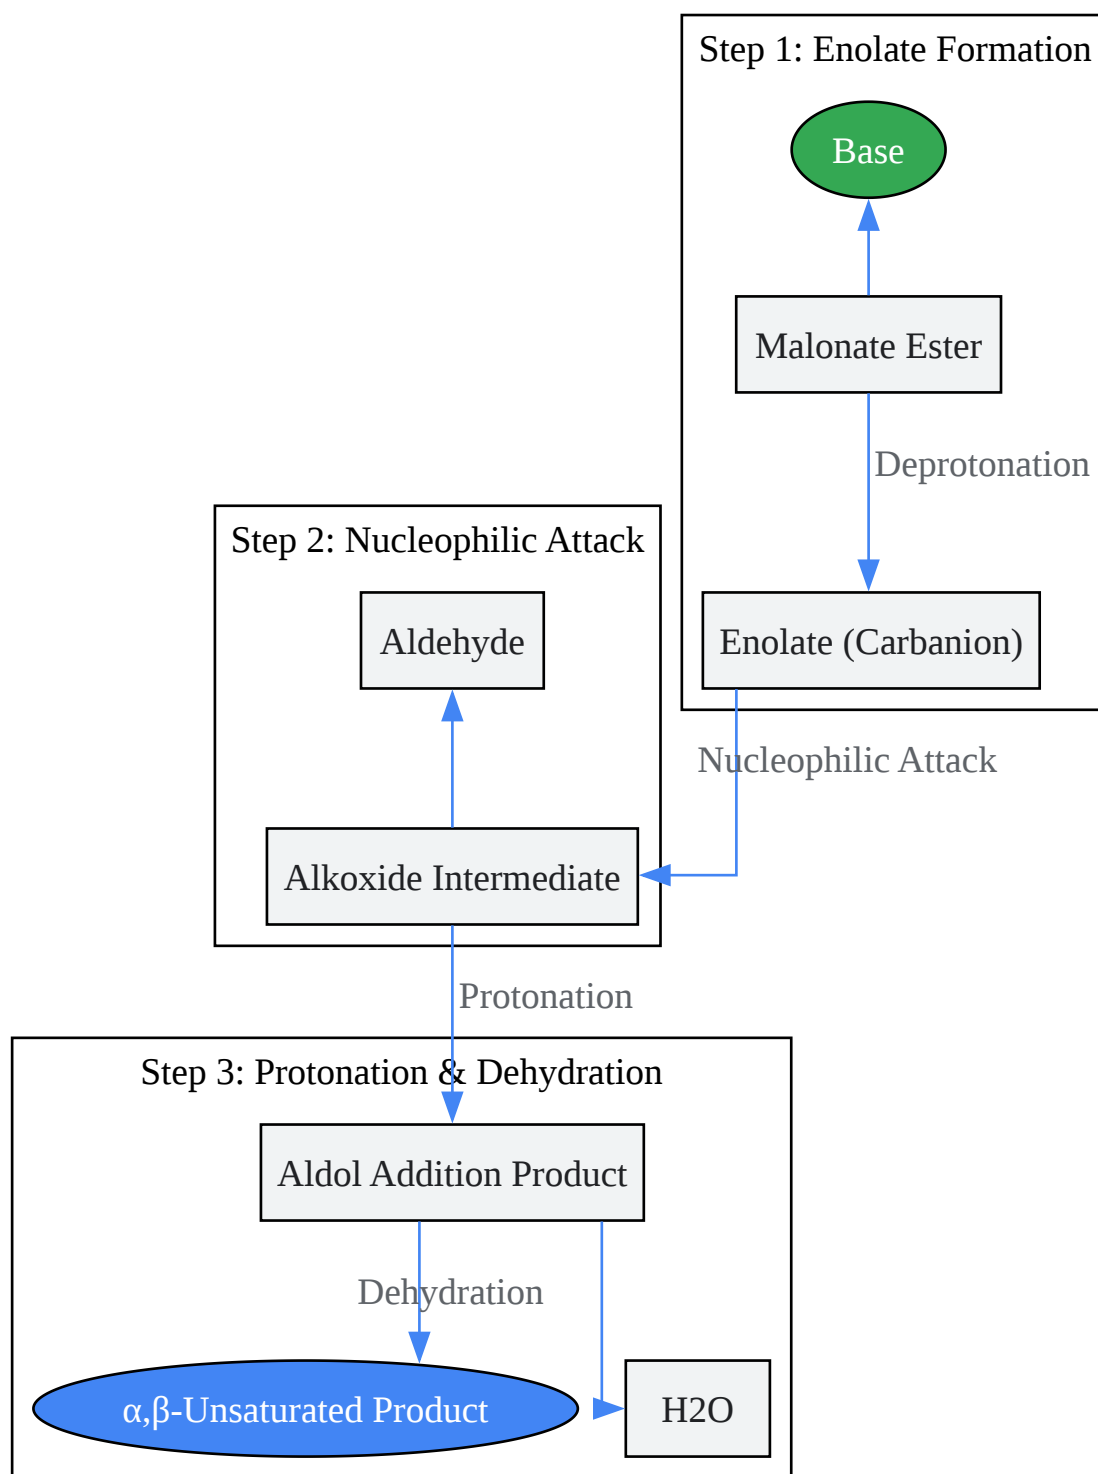 Step 1: Enolate Formation
Base
Malonate Ester
Deprotonation
Enolate (Carbanion)
Nucleophilic Attack
Step 2: Nucleophilic Attack
Aldehyde
Alkoxide Intermediate
Protonation
Step 3: Protonation & Dehydration
Aldol Addition Product
Dehydration
α,β-Unsaturated Product
H2O